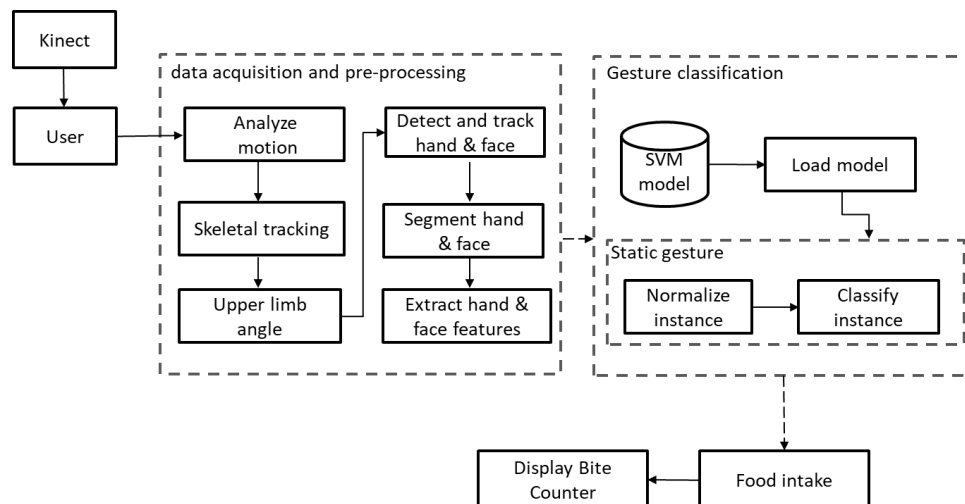 Kinect
User
data acquisition and pre-processing
Analyze
motion
Skeletal tracking
Upper limb
angle
Detect and track
hand & face
Segment hand
& face
Extract hand &
face features
Gesture classification
SVM
model
Load model
Static gesture
Normalize
instance
Classify
instance
Food intake
Display Bite
Counter